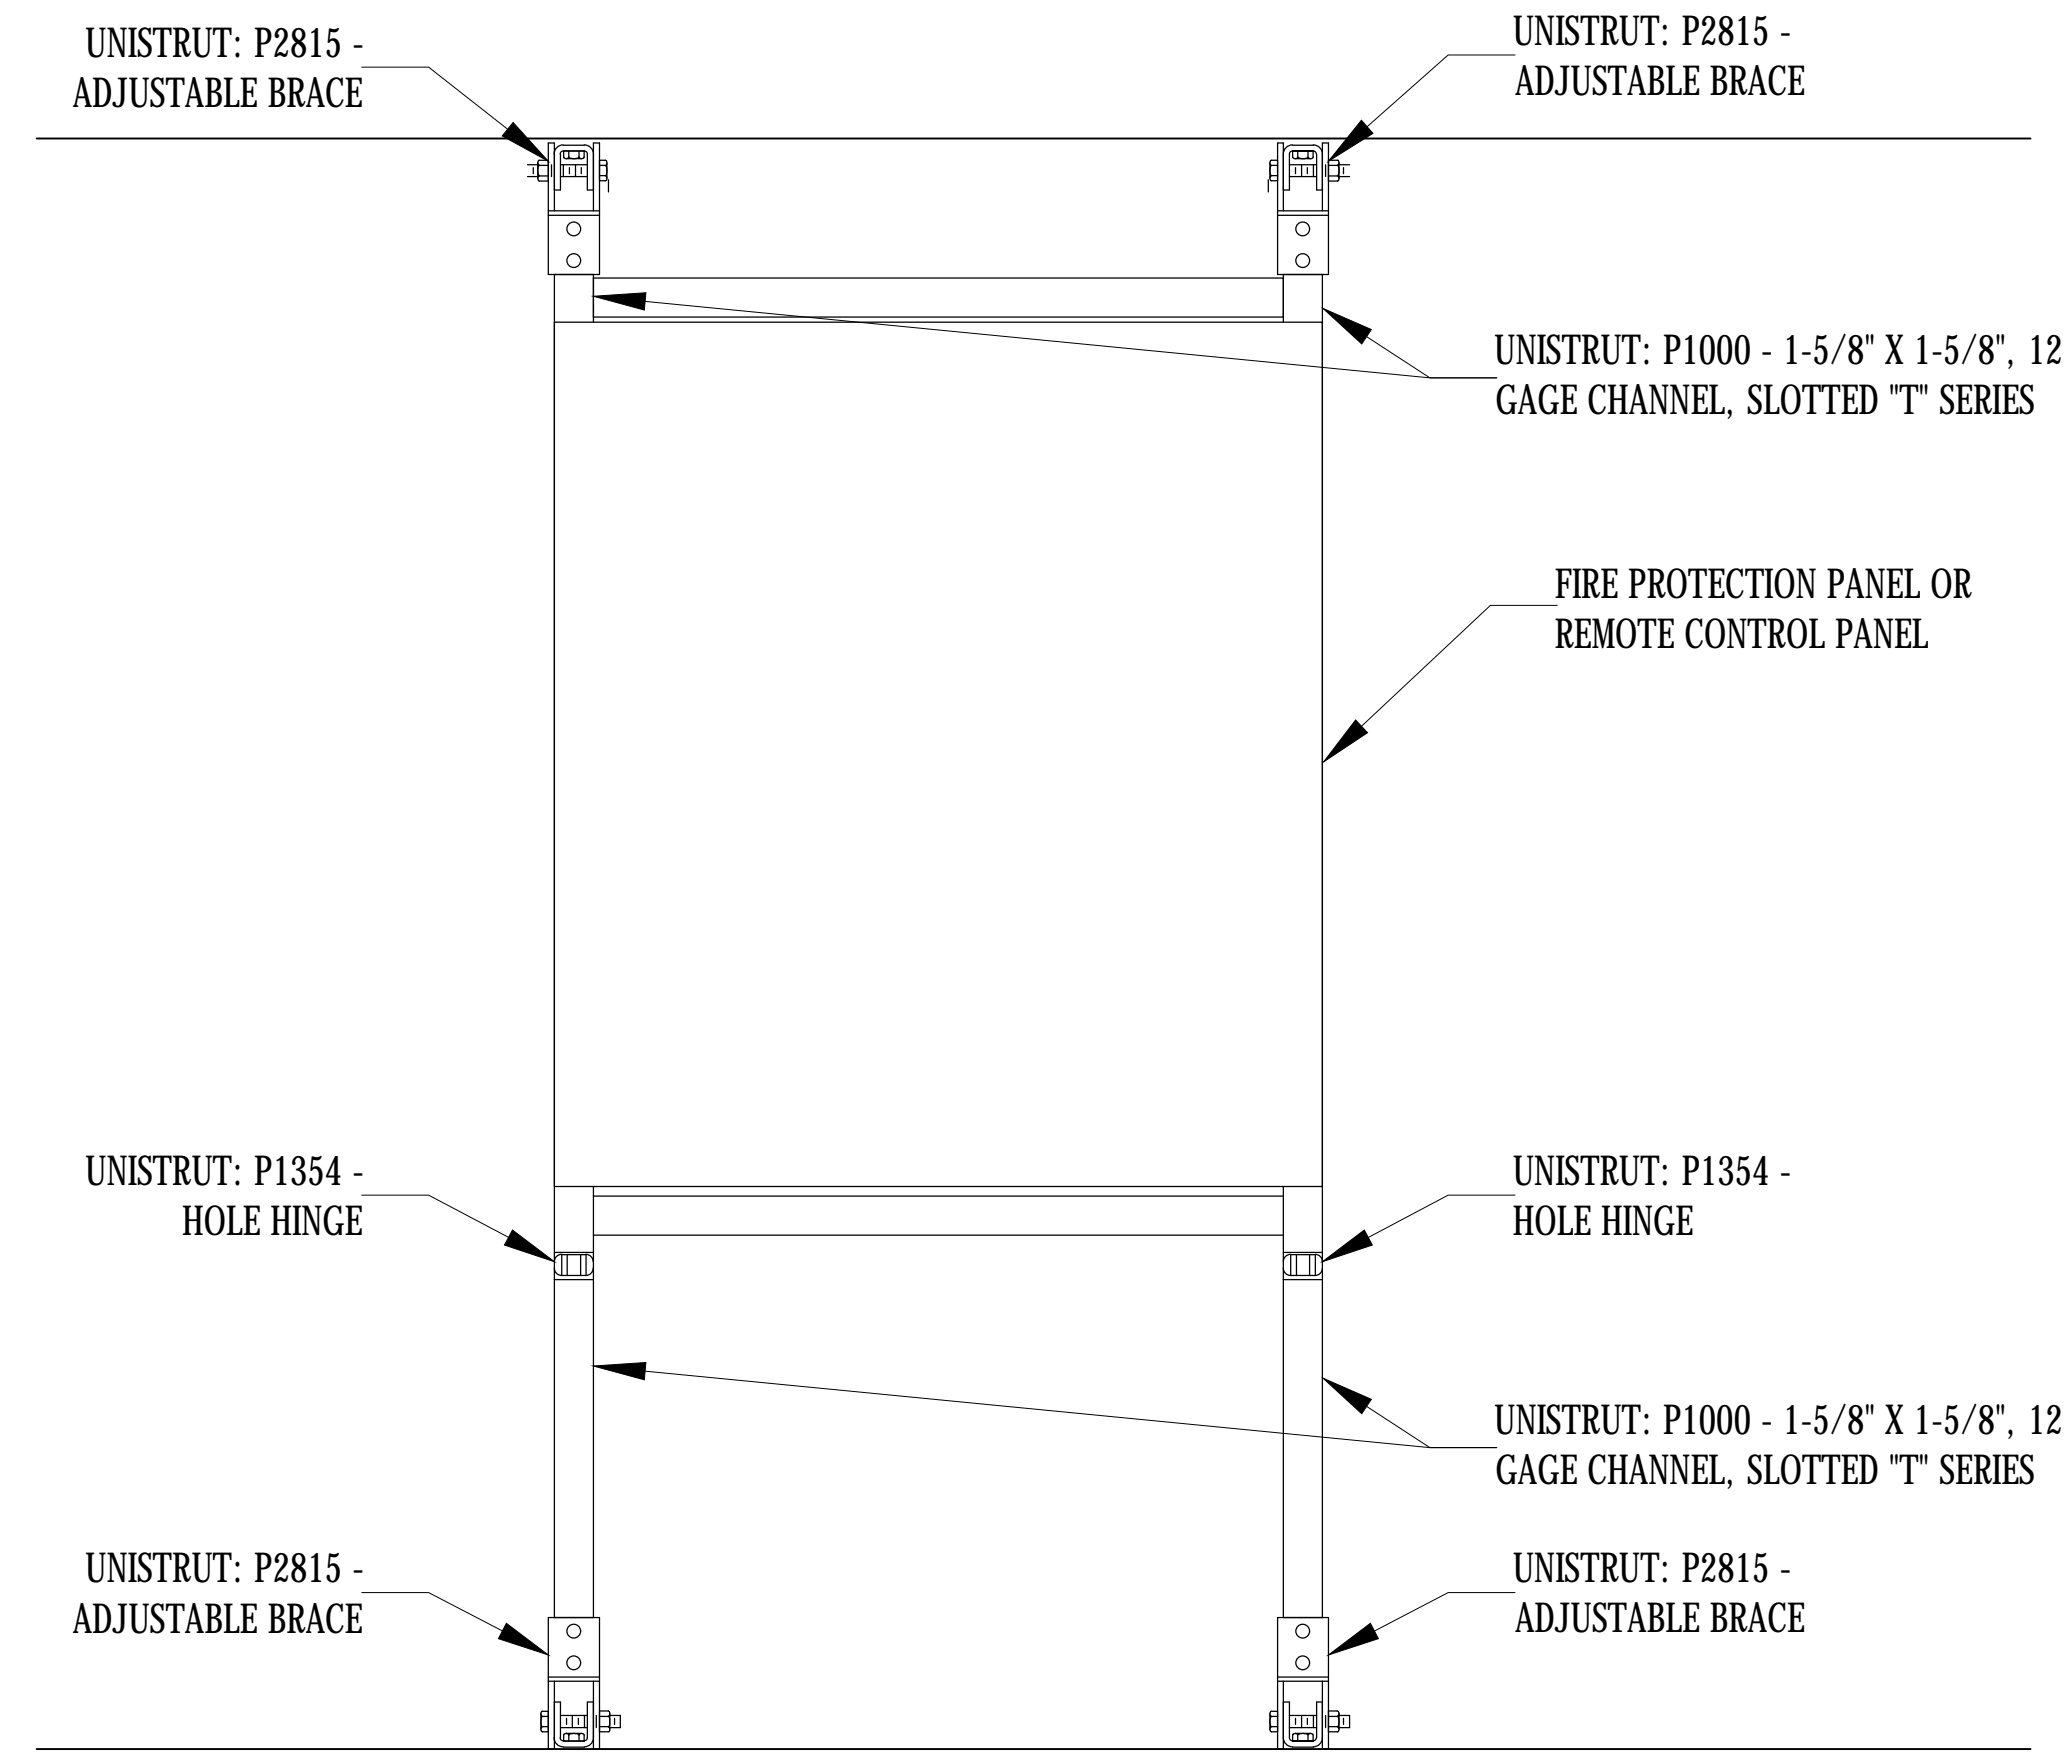 UNISTRUT: P2815 -
ADJUSTABLE BRACE
UNISTRUT: P2815 -
ADJUSTABLE BRACE
UNISTRUT: P1000 - 1-5/8" X 1-5/8", 12
GAGE CHANNEL, SLOTTED "T" SERIES
FIRE PROTECTION PANEL OR
REMOTE CONTROL PANEL
UNISTRUT: P1354 -
HOLE HINGE
UNISTRUT: P1354 -
HOLE HINGE
UNISTRUT: P1000 - 1-5/8" X 1-5/8", 12
GAGE CHANNEL, SLOTTED "T" SERIES
UNISTRUT: P2815 -
ADJUSTABLE BRACE
UNISTRUT: P2815 -
ADJUSTABLE BRACE